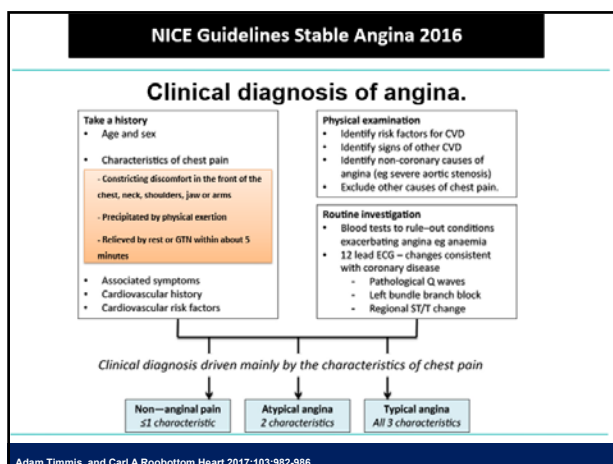 NICE Guidelines Stable Angina 2016
Clinical diagnosis of angina.
Take a history
• Age and sex
• Characteristics of chest pain
- Constricting discomfort in the front of the
chest, neck, shoulders, jaw or arms
- Precipitated by physical exertion
- Relieved by rest or GTN within about 5
minutes
• Associated symptoms
• Cardiovascular history
• Cardiovascular risk factors
Physical examination
• Identify risk factors for CVD
• Identify signs of other CVD
• Identify non-coronary causes of
angina (eg severe aortic stenosis)
• Exclude other causes of chest pain.
Routine investigation
• Blood tests to rule–out conditions
exacerbating angina eg anaemia
• 12 lead ECG – changes consistent
with coronary disease
- Pathological Q waves
- Left bundle branch block
- Regional ST/T change
Clinical diagnosis driven mainly by the characteristics of chest pain
Non—anginal pain
≤1 characteristic
Atypical angina
2 characteristics
Typical angina
All 3 characteristics
Adam Timmis, and Carl A Roobottom Heart 2017;103:982-986